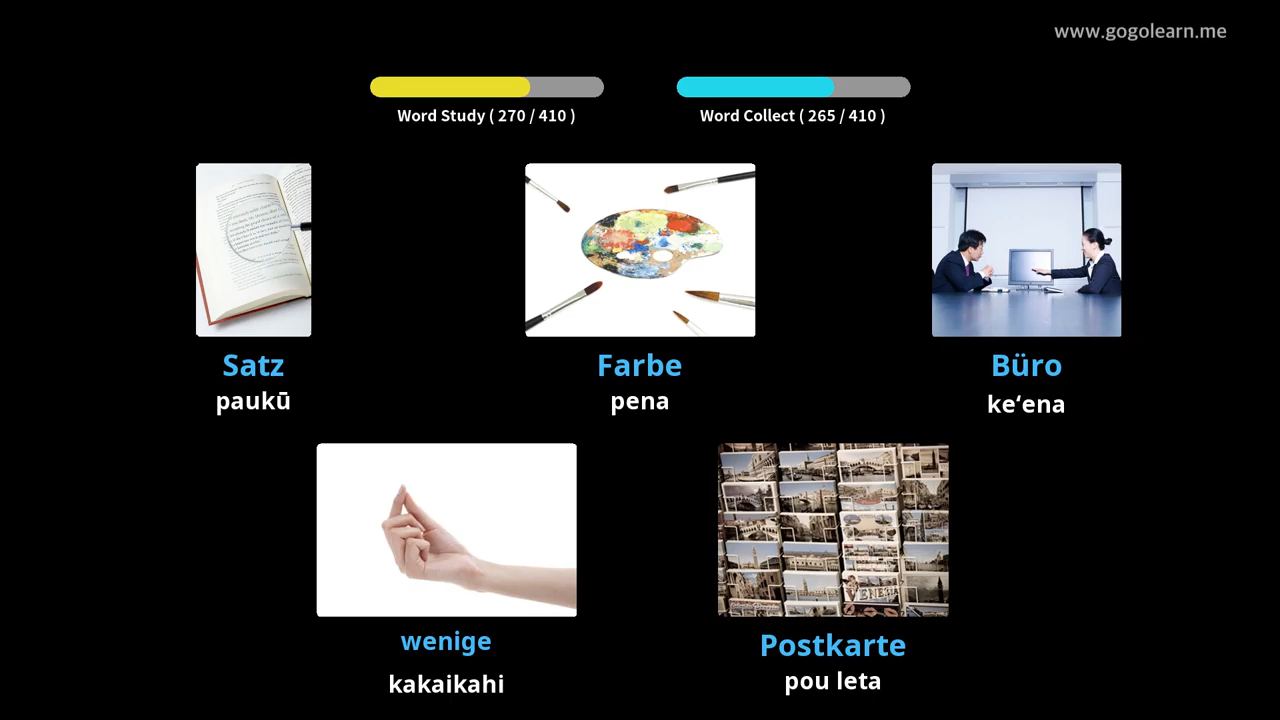 www.gogolearn.me
Word Study ( 270 / 410 )
Word Collect ( 265 / 410 )
Satz
paukū
Farbe
pena
Büro
keʻena
wenige
kakaikahi
Postkarte
pou leta